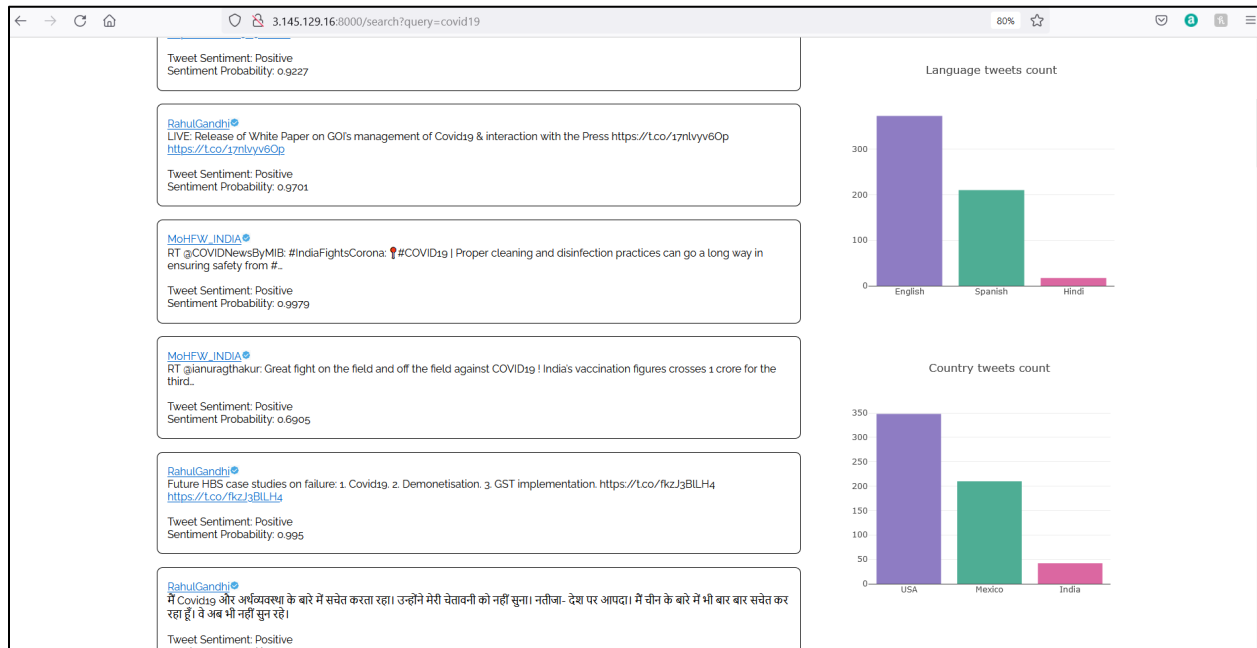 3.145.129.16:8000/search?query=covid19
80%
Tweet Sentiment: Positive
Sentiment Probability: 0.9227
RahulGandhi
LIVE: Release of White Paper on GOI's management of Covid19 & interaction with the Press https://t.co/17nlvyv6Op
https://t.co/17nlvyv6Op
Tweet Sentiment: Positive
Sentiment Probability: 0.9701
MoHFW_INDIA
RT @COVIDNewsByMIB: #IndiaFightsCorona: 📍#COVID19 | Proper cleaning and disinfection practices can go a long way in
ensuring safety from #…
Tweet Sentiment: Positive
Sentiment Probability: 0.9979
MoHFW_INDIA
RT @ianuragthakur: Great fight on the field and off the field against COVID19 ! India's vaccination figures crosses 1 crore for the
third…
Tweet Sentiment: Positive
Sentiment Probability: 0.6905
RahulGandhi
Future HBS case studies on failure: 1. Covid19. 2. Demonetisation. 3. GST implementation. https://t.co/fkzJ3BlLH4
https://t.co/fkzJ3BlLH4
Tweet Sentiment: Positive
Sentiment Probability: 0.995
RahulGandhi
मैं Covid19 और अर्थव्यवस्था के बारे में सचेत करता रहा। उन्होंने मेरी चेतावनी को नहीं सुना। नतीजा- देश पर आपदा। मैं चीन के बारे में भी बार बार सचेत कर
रहा हूँ। वे अब भी नहीं सुन रहे।
Tweet Sentiment: Positive
Language tweets count
300
200
100
0
English Spanish Hindi
Country tweets count
350
300
250
200
150
100
50
0
USA Mexico India